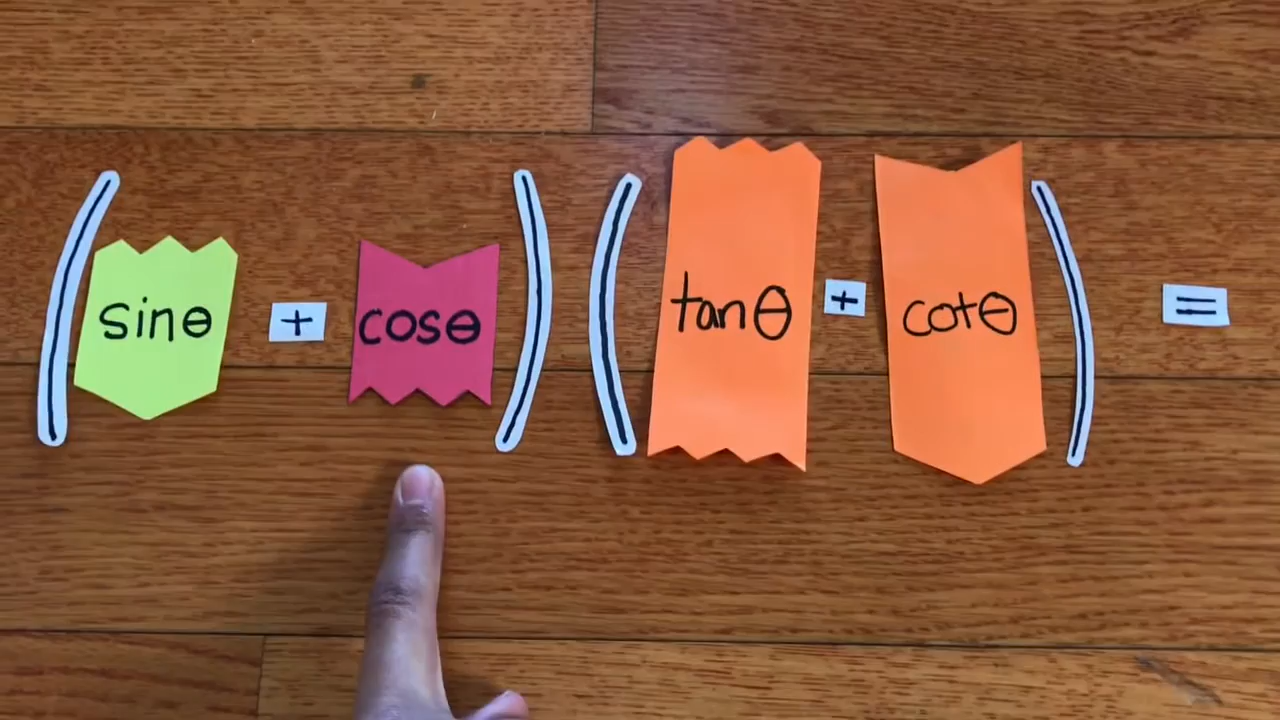 (sinθ + cosθ)(tanθ + cotθ) =